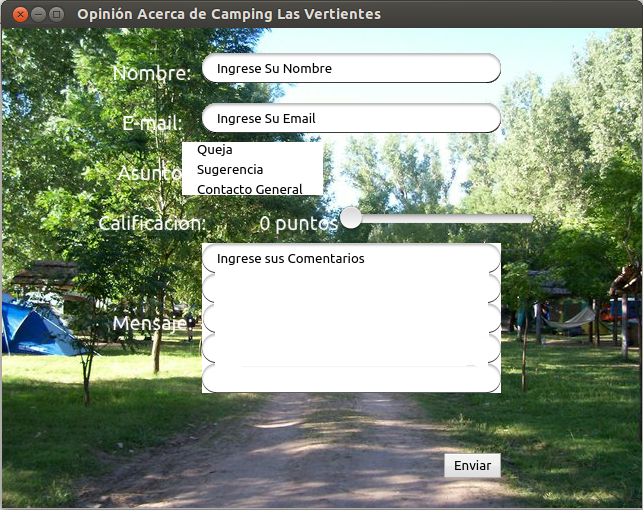 Opinión Acerca de Camping Las Vertientes
Nombre: Ingrese Su Nombre
E-mail: Ingrese Su Email
Asunto
Queja
Sugerencia
Contacto General
Calificación: 0 puntos
Ingrese sus Comentarios
Mensaje:
Enviar